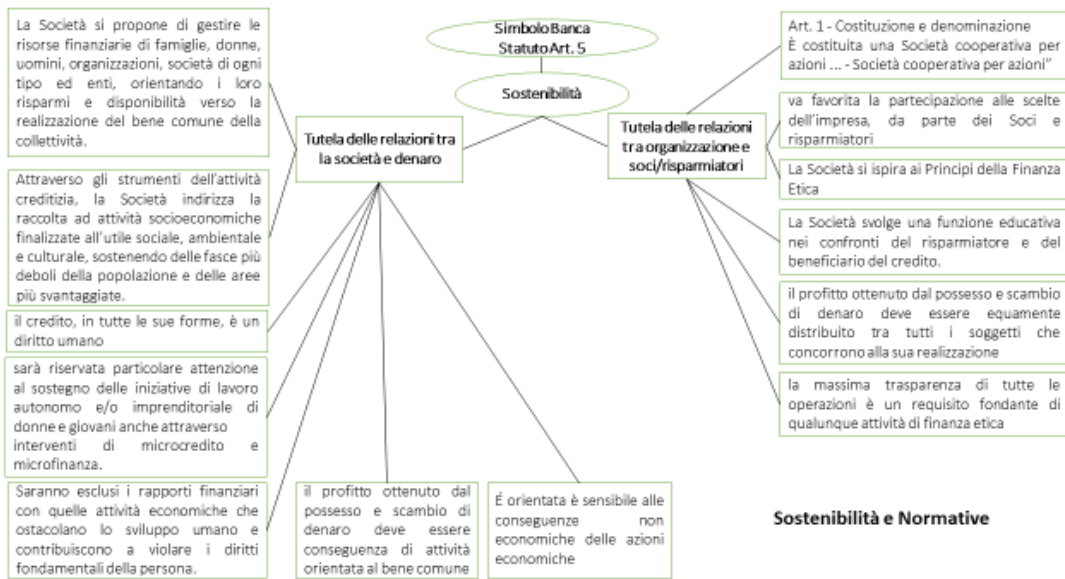 Simbolo Banca
Statuto Art. 5
Sostenibilità
La Società si propone di gestire le
risorse finanziarie di famiglie, donne,
uomini, organizzazioni, società di ogni
tipo ed enti, orientando i loro
risparmi e disponibilità verso la
realizzazione del bene comune della
collettività.
Attraverso gli strumenti dell'attività
creditizia, la Società indirizza la
raccolta ad attività socioeconomiche
finalizzate all'utile sociale, ambientale
e culturale, sostenendo delle fasce più
deboli della popolazione e delle aree
più svantaggiate.
il credito, in tutte le sue forme, è un
diritto umano
sarà riservata particolare attenzione
al sostegno delle iniziative di lavoro
autonomo e/o imprenditoriale di
donne e giovani anche attraverso
interventi di microcredito e
microfinanza.
Saranno esclusi i rapporti finanziari
con quelle attività economiche che
ostacolano lo sviluppo umano e
contribuiscono a violare i diritti
fondamentali della persona.
Tutela delle relazioni tra
la società e denaro
il profitto ottenuto dal
possesso e scambio di
denaro deve essere
conseguenza di attività
orientata al bene comune
É orientata è sensibile alle
conseguenze non
economiche delle azioni
economiche
Tutela delle relazioni
tra organizzazione e
soci/risparmiatori
Art. 1 - Costituzione e denominazione
È costituita una Società cooperativa per
azioni ... - Società cooperativa per azioni"
va favorita la partecipazione alle scelte
dell'impresa, da parte dei Soci e
risparmiatori
La Società si ispira ai Principi della Finanza
Etica
La Società svolge una funzione educativa
nei confronti del risparmiatore e del
beneficiario del credito.
il profitto ottenuto dal possesso e scambio
di denaro deve essere equamente
distribuito tra tutti i soggetti che
concorrono alla sua realizzazione
la massima trasparenza di tutte le
operazioni è un requisito fondante di
qualunque attività di finanza etica
Sostenibilità e Normative